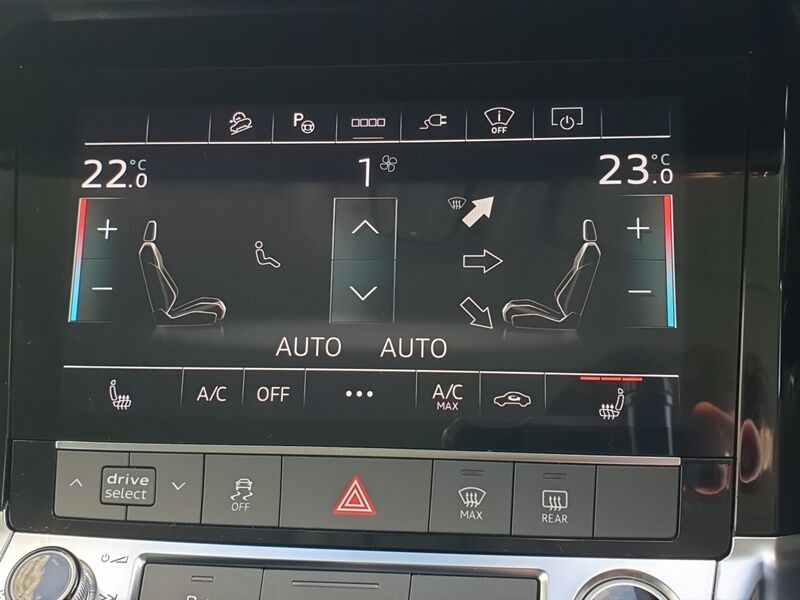 P i
OFF
22.0 °C 1 23.0 °C
+ +
− −
AUTO AUTO
A/C OFF ••• A/C
MAX
drive
select
OFF MAX REAR